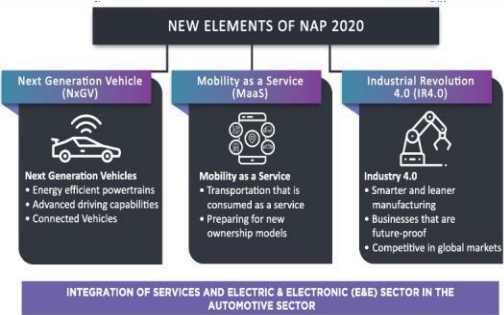 NEW ELEMENTS OF NAP 2020
Next Generation Vehicle
(NxGV)
Next Generation Vehicles
• Energy efficient powertrains
• Advanced driving capabilities
• Connected Vehicles
Mobility as a Service
(MaaS)
Mobility as a Service
• Transportation that is
consumed as a service
• Preparing for new
ownership models
Industrial Revolution
4.0 (IR4.0)
Industry 4.0
• Smarter and leaner
manufacturing
• Businesses that are
future-proof
• Competitive in global markets
INTEGRATION OF SERVICES AND ELECTRIC & ELECTRONIC (E&E) SECTOR IN THE
AUTOMOTIVE SECTOR